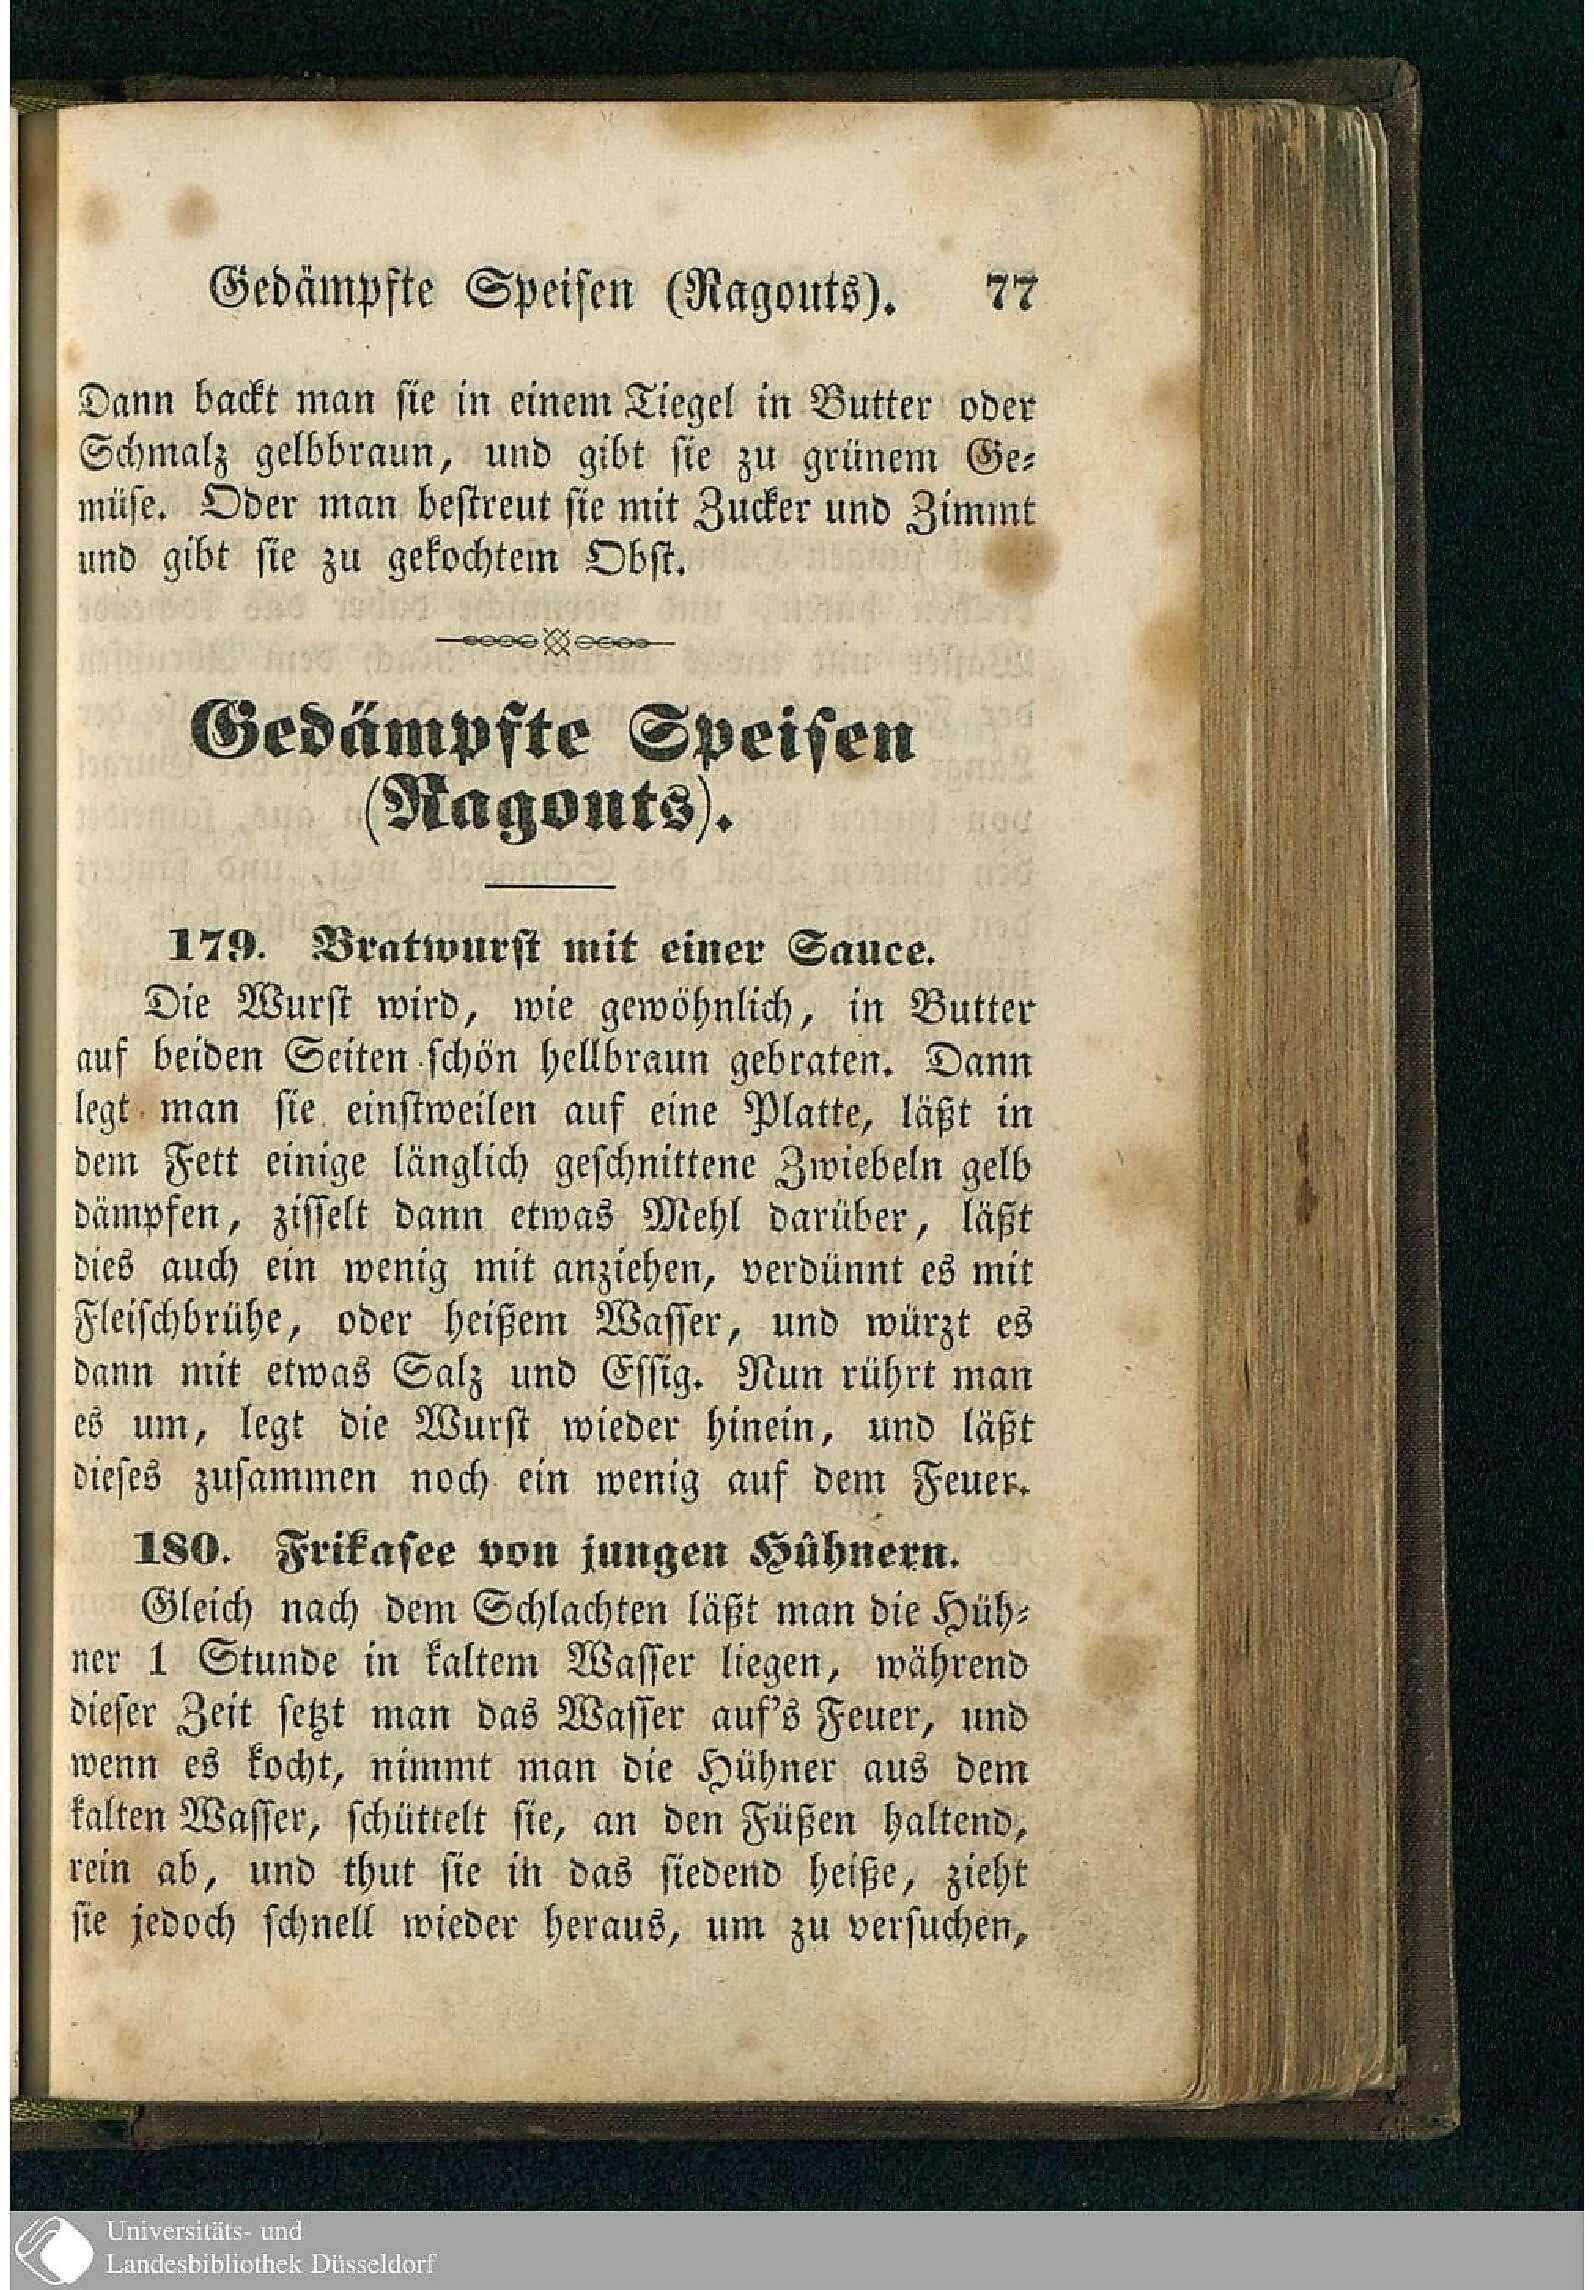 Gedämpfte Speisen (Ragouts). 77
Dann backt man sie in einem Tiegel in Butter oder
Schmalz gelbbraun, und gibt sie zu grünem Ge-
müse. Oder man bestreut sie mit Zucker und Zimmt
und gibt sie zu gekochtem Obst.
Gedämpfte Speisen
(Ragouts).
179. Bratwurst mit einer Sauce.
Die Wurst wird, wie gewöhnlich, in Butter
auf beiden Seiten schön hellbraun gebraten. Dann
legt man sie einstweilen auf eine Platte, läßt in
dem Fett einige länglich geschnittene Zwiebeln gelb
dämpfen, zisselt dann etwas Mehl darüber, läßt
dies auch ein wenig mit anziehen, verdünnt es mit
Fleischbrühe, oder heißem Wasser, und würzt es
dann mit etwas Salz und Essig. Nun rührt man
es um, legt die Wurst wieder hinein, und läßt
dieses zusammen noch ein wenig auf dem Feuer.
180. Frikasee von jungen Hühnern.
Gleich nach dem Schlachten läßt man die Hüh-
ner 1 Stunde in kaltem Wasser liegen, während
dieser Zeit setzt man das Wasser auf's Feuer, und
wenn es kocht, nimmt man die Hühner aus dem
kalten Wasser, schüttelt sie, an den Füßen haltend,
rein ab, und thut sie in das siedend heiße, zieht
sie jedoch schnell wieder heraus, um zu versuchen,
Universitäts- und
Landesbibliothek Düsseldorf